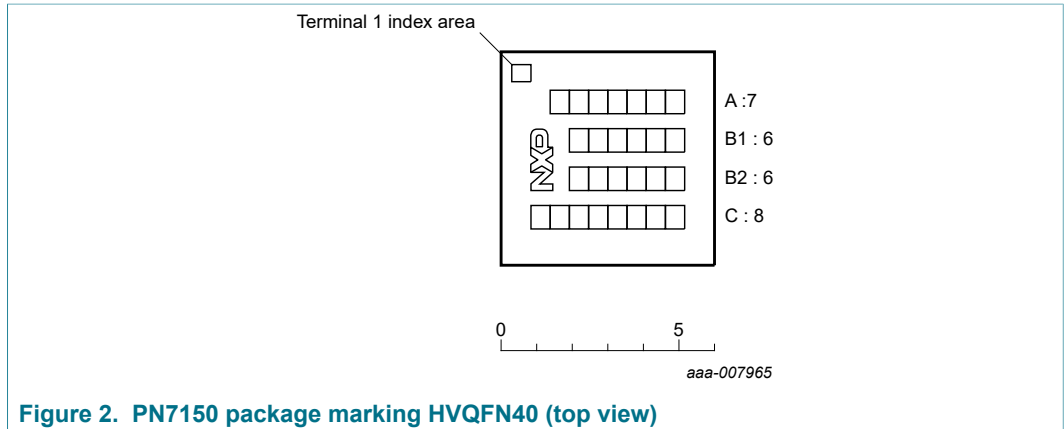 Terminal 1 index area
A :7
B1 : 6
NXP
B2 : 6
C : 8
0 5
aaa-007965
Figure 2. PN7150 package marking HVQFN40 (top view)